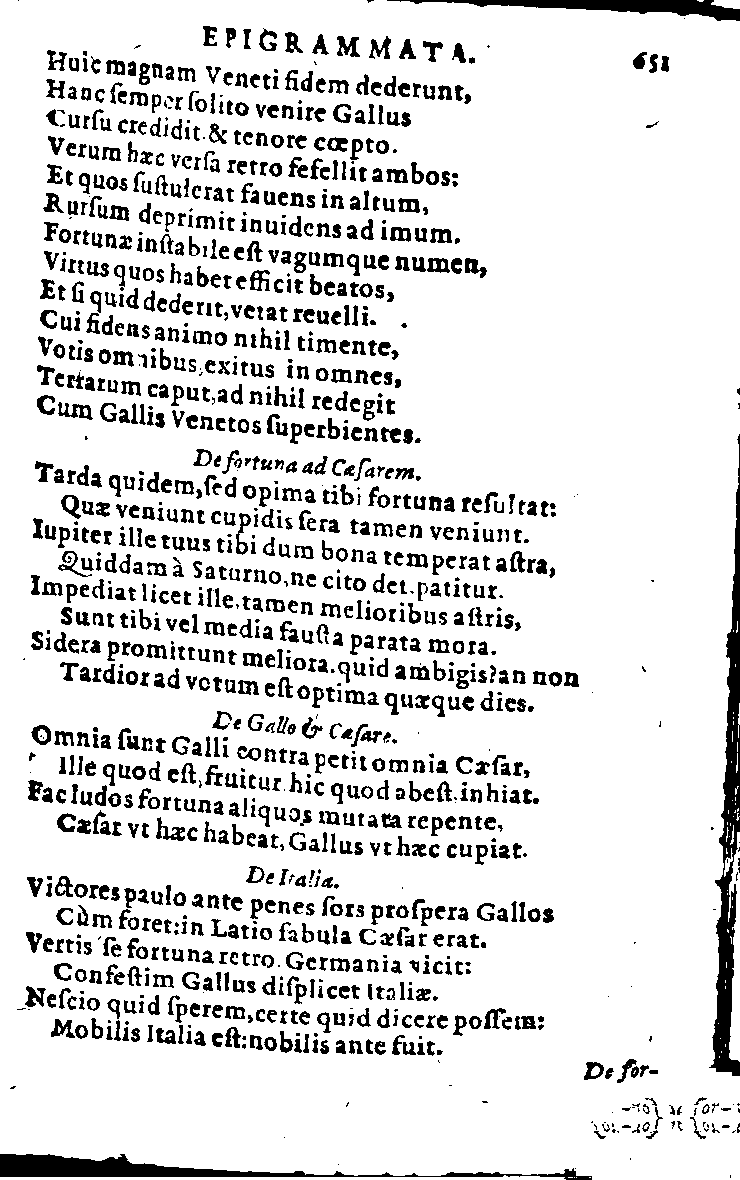 EPIGRAMMATA. 651
Huic magnam Veneti fidem dederunt,
Hanc ſemper ſolito venire Gallus
Curſu credidit, & tenore cœpto.
Verum hæc verſa retro fefellit ambos:
Et quos ſuſtulerat fauens in altum,
Rurſum deprimit inuidens ad imum.
Fortunæ inſtabile eſt vagumque numen,
Virtus quos habet efficit beatos,
Et ſi quid dederit, vetat reuelli.
Cui fidens animo nihil timente,
Votis omnibus, exitus in omnes,
Terrarum caput, ad nihil redegit
Cum Gallis Venetos ſuperbientes.
De fortuna ad Cæſarem.
Tarda quidem, ſed opima tibi fortuna reſultat:
Quæ veniunt cupidis ſera tamen veniunt.
Iupiter ille tuus tibi dum bona temperat aſtra,
Quiddam à Saturno, ne cito det, patitur.
Impediat licet ille, tamen melioribus aſtris,
Sunt tibi vel media fauſta parata mora.
Sidera promittunt meliora. quid ambigis? an non
Tardior ad votum eſt optima quæque dies.
De Gallo & Cæſare.
Omnia ſunt Galli contra petit omnia Cæſar,
Ille quod eſt, fruitur, hic quod abeſt, inhiat.
Fac ludos fortuna aliquos mutata repente,
Cæſar vt hæc habeat, Gallus vt hæc cupiat.
De Italia.
Victores paulo ante penes ſors proſpera Gallos
Cùm foret: in Latio fabula Cæſar erat.
Vertis ſe fortuna retro. Germania vicit:
Confeſtim Gallus diſplicet Italiæ.
Neſcio quid ſperem, certe quid dicere poſſem:
Mobilis Italia eſt: nobilis ante fuit.
De for-